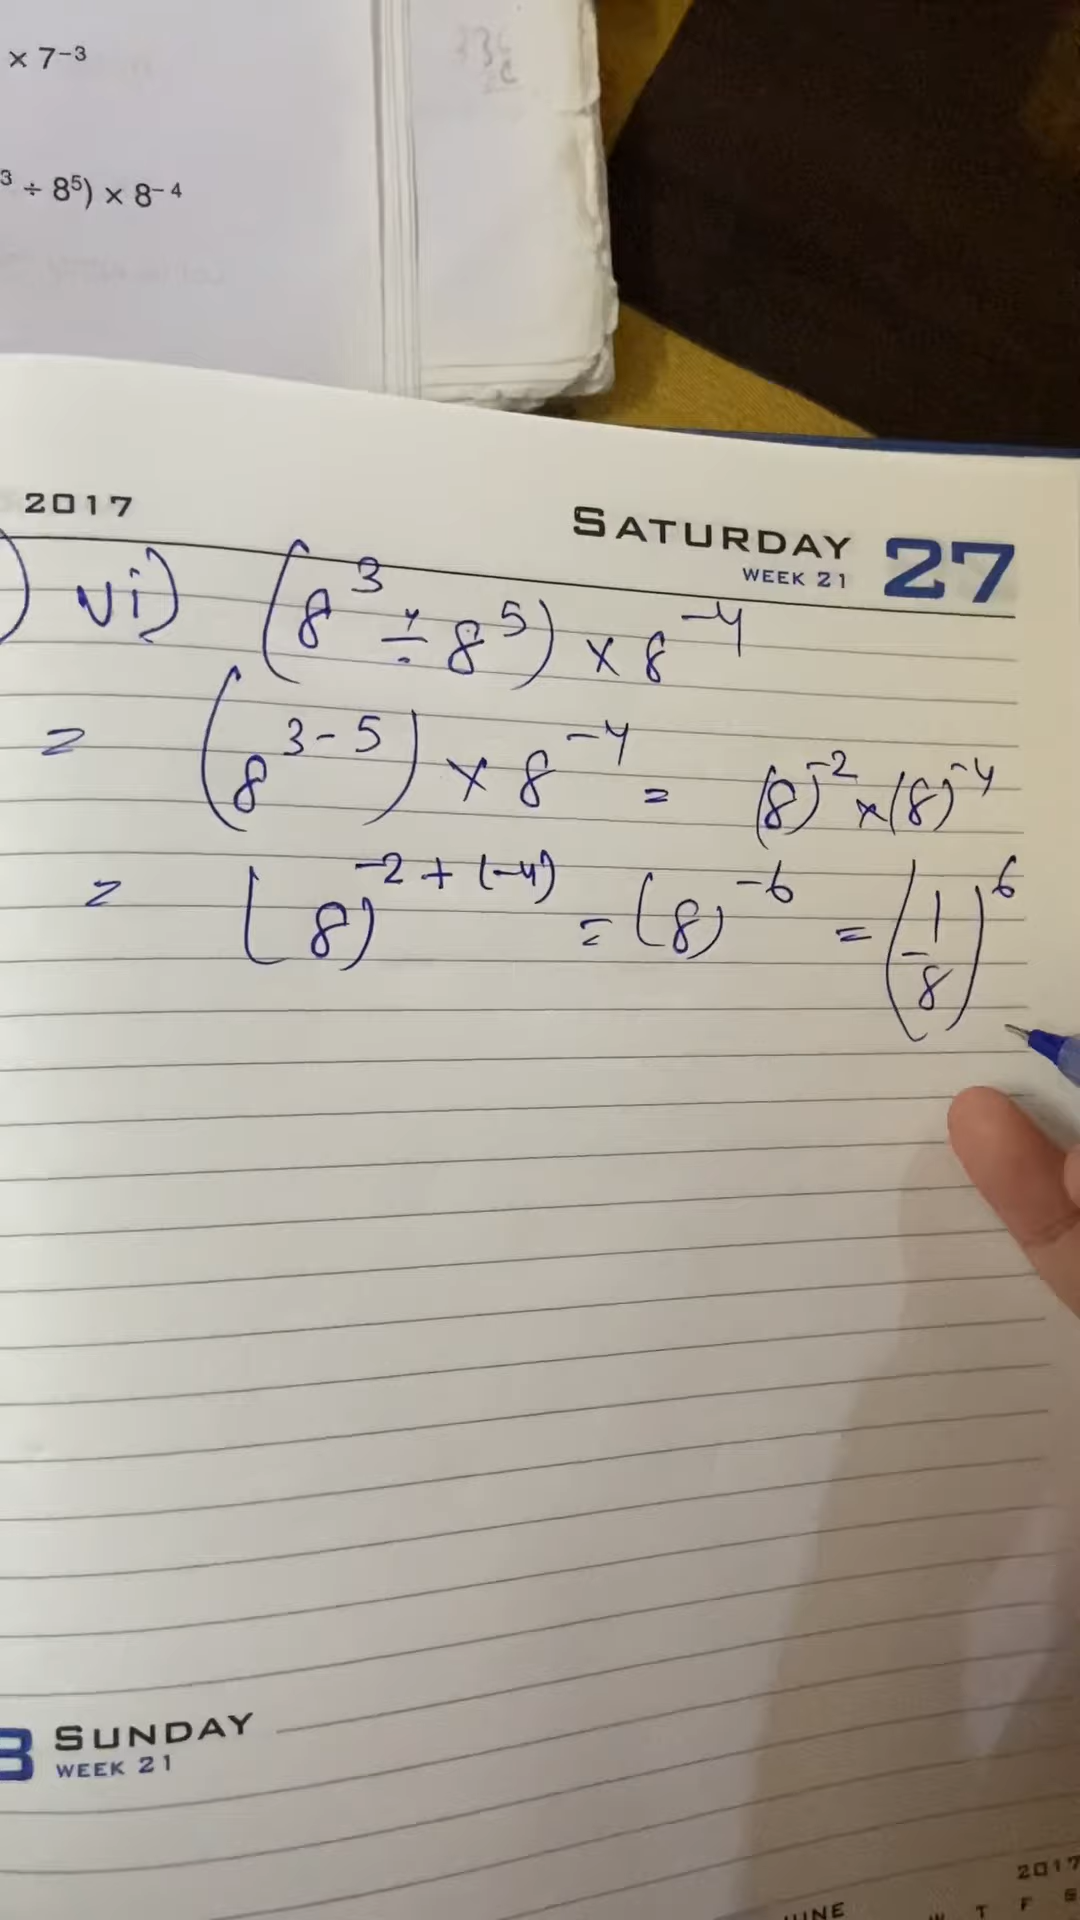 × 7⁻³
³ ÷ 8⁵) × 8⁻⁴
2017
SATURDAY 27
WEEK 21
) vi) (8³ ÷ 8⁵) × 8⁻⁴
= (8³⁻⁵) × 8⁻⁴ = (8)⁻² × (8)⁻⁴
= (8)⁻²⁺⁽⁻⁴⁾ = (8)⁻⁶ = (1/8)⁶
SUNDAY
WEEK 21
2017
W T F S